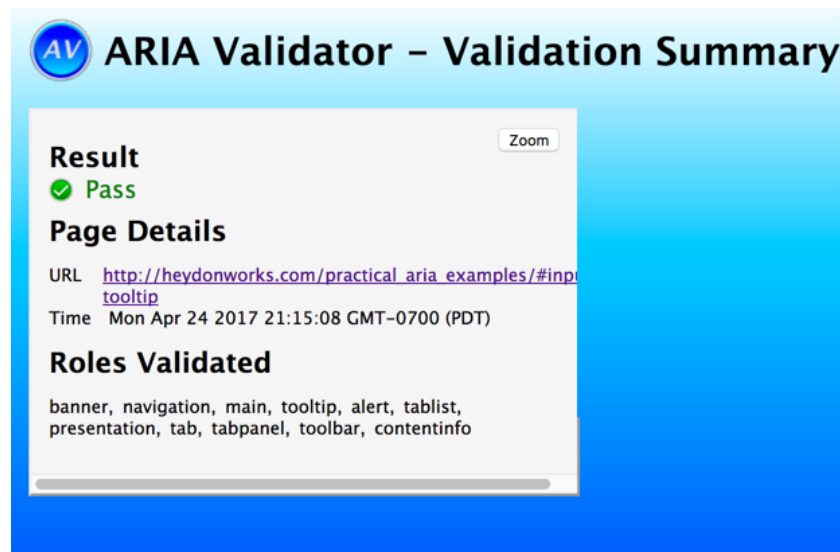 AV ARIA Validator – Validation Summary
Zoom
Result
Pass
Page Details
URL http://heydonworks.com/practical_aria_examples/#inpu
tooltip
Time Mon Apr 24 2017 21:15:08 GMT-0700 (PDT)
Roles Validated
banner, navigation, main, tooltip, alert, tablist,
presentation, tab, tabpanel, toolbar, contentinfo